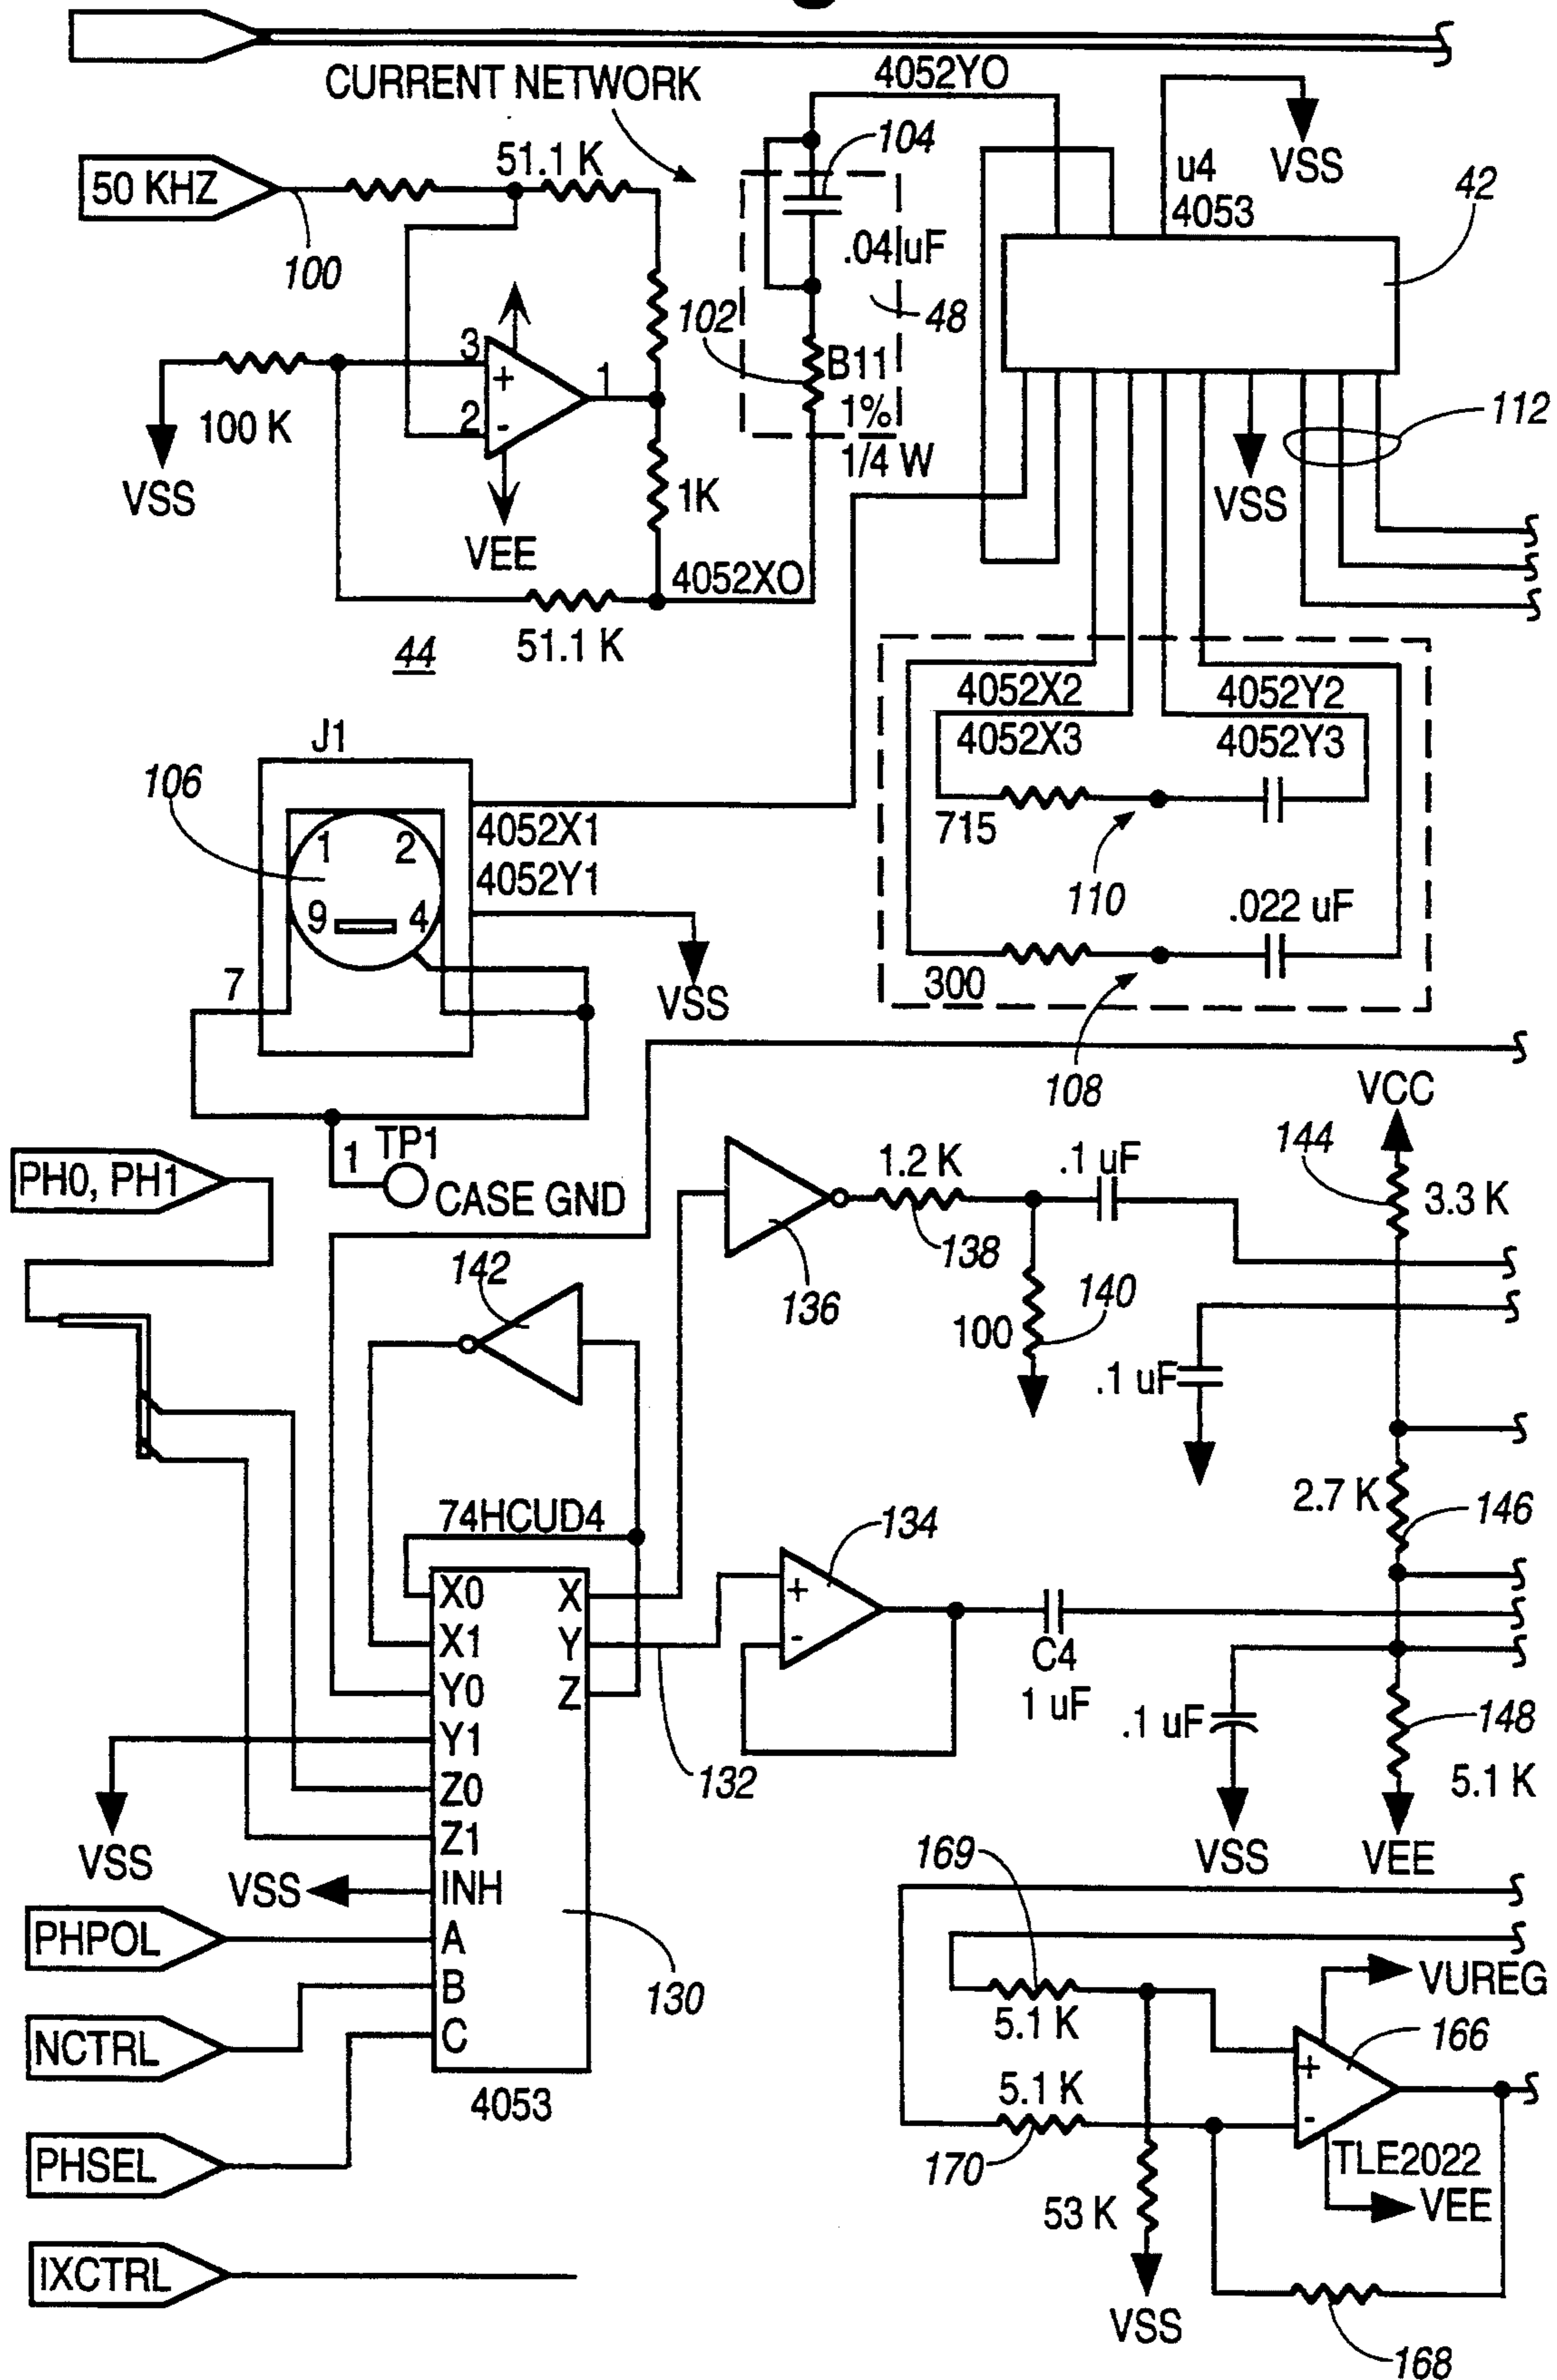 CURRENT NETWORK
4052YO
104
50 KHZ
51.1 K
u4
4053
VSS
42
100
.04 uF
102
48
3
+
1
B11
1%
1/4 W
2
-
100 K
VSS
VEE
1K
VSS
112
4052XO
51.1 K
44
4052X2
4052Y2
4052X3
4052Y3
J1
106
1
2
4052X1
4052Y1
9
4
715
110
.022 uF
7
VSS
300
108
VCC
144
3.3 K
1
TP1
CASE GND
PH0, PH1
1.2 K
.1 uF
138
142
136
140
100
.1 uF
2.7 K
146
74HCUD4
134
X0
X
+
X1
Y
-
C4
1 uF
Y0
Z
Y1
.1 uF
148
5.1 K
132
Z0
VSS
Z1
VSS
VEE
VSS
INH
169
PHPOL
A
VUREG
B
130
5.1 K
NCTRL
C
166
+
4053
5.1 K
-
PHSEL
170
TLE2022
53 K
VEE
IXCTRL
VSS
168